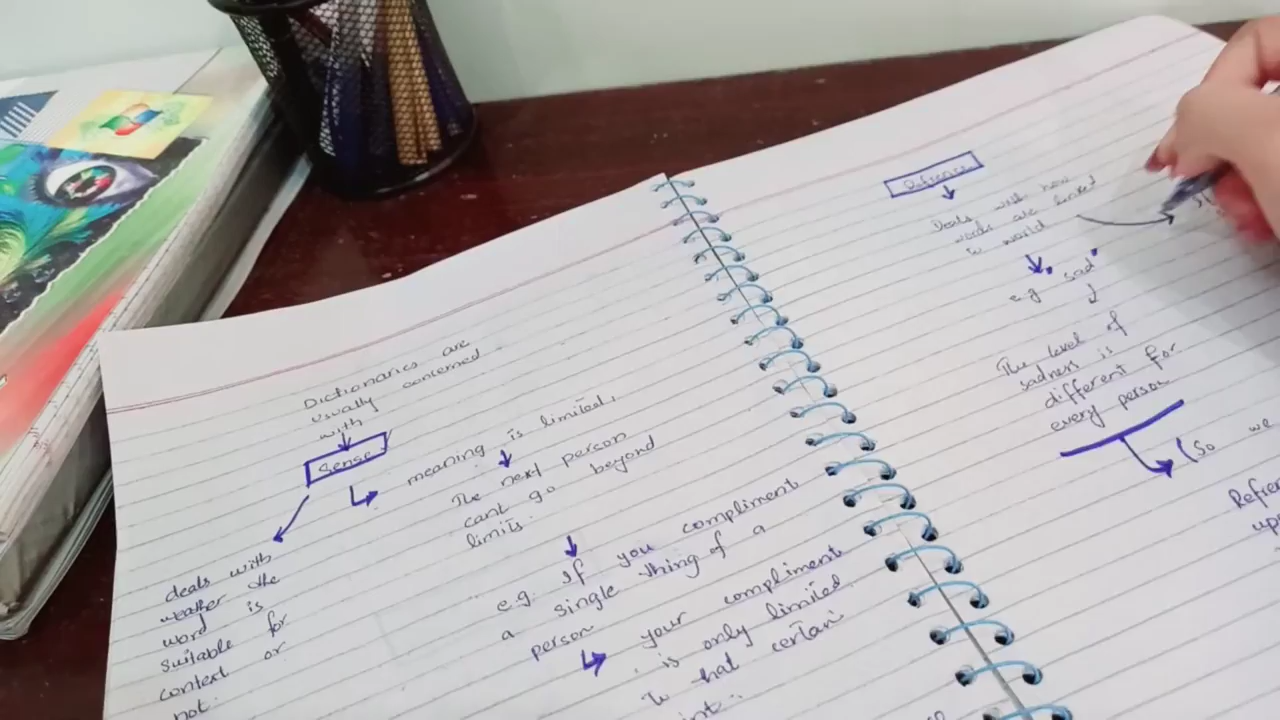 Dictionaries are
usually concerned
with
Sense
meaning is limited.
The next person
cant go beyond
limits.
deals with
weather the
word is
suitable for
context or
not.
e.g. If you compliment
a single thing of a
person
your compliment
is only limited
to that certain
Refrence
Deals with how
words are linked
to world
e.g "sad"
The level of
sadness is
different for
every person
(So we